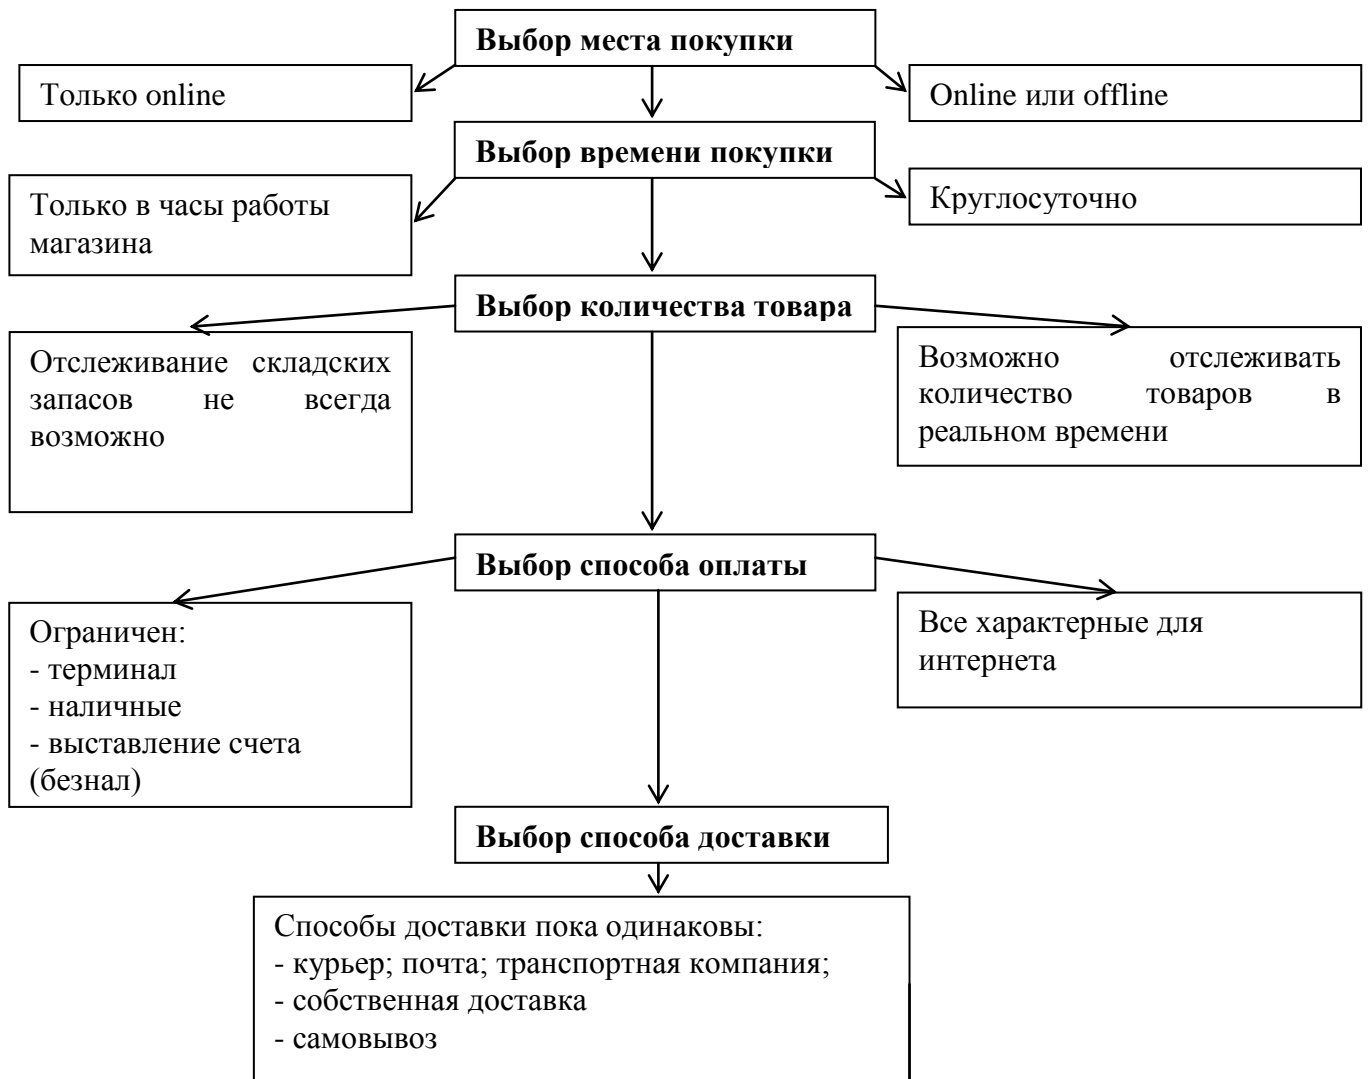 Выбор места покупки
Только online
Online или offline
Выбор времени покупки
Только в часы работы
магазина
Круглосуточно
Выбор количества товара
Отслеживание складских
запасов не всегда
возможно
Возможно отслеживать
количество товаров в
реальном времени
Выбор способа оплаты
Ограничен:
- терминал
- наличные
- выставление счета
(безнал)
Все характерные для
интернета
Выбор способа доставки
Способы доставки пока одинаковы:
- курьер; почта; транспортная компания;
- собственная доставка
- самовывоз